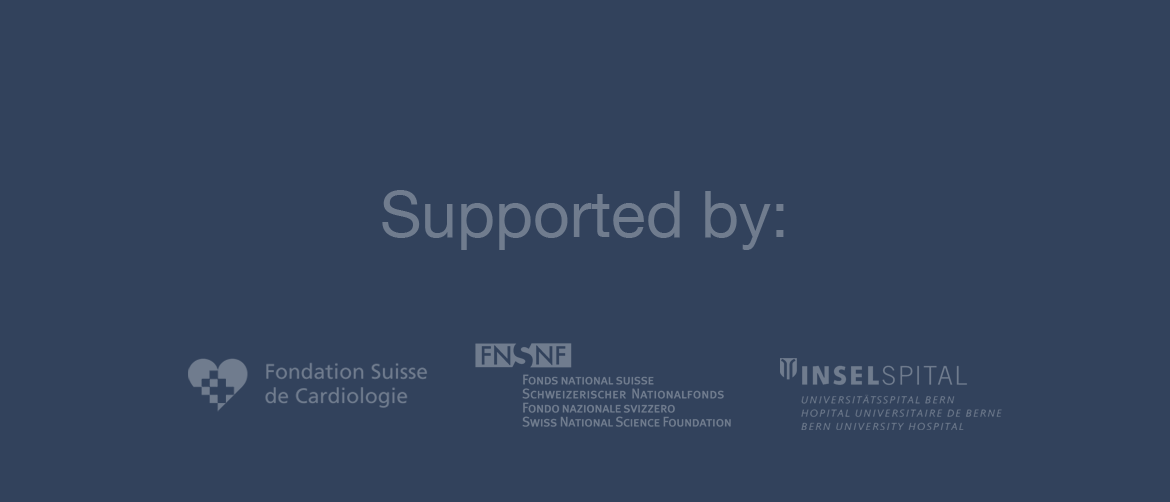 Supported by:
Fondation Suisse
de Cardiologie
FNSNF
FONDS NATIONAL SUISSE
SCHWEIZERISCHER NATIONALFONDS
FONDO NAZIONALE SVIZZERO
SWISS NATIONAL SCIENCE FOUNDATION
INSELSPITAL
UNIVERSITÄTSSPITAL BERN
HOPITAL UNIVERSITAIRE DE BERNE
BERN UNIVERSITY HOSPITAL